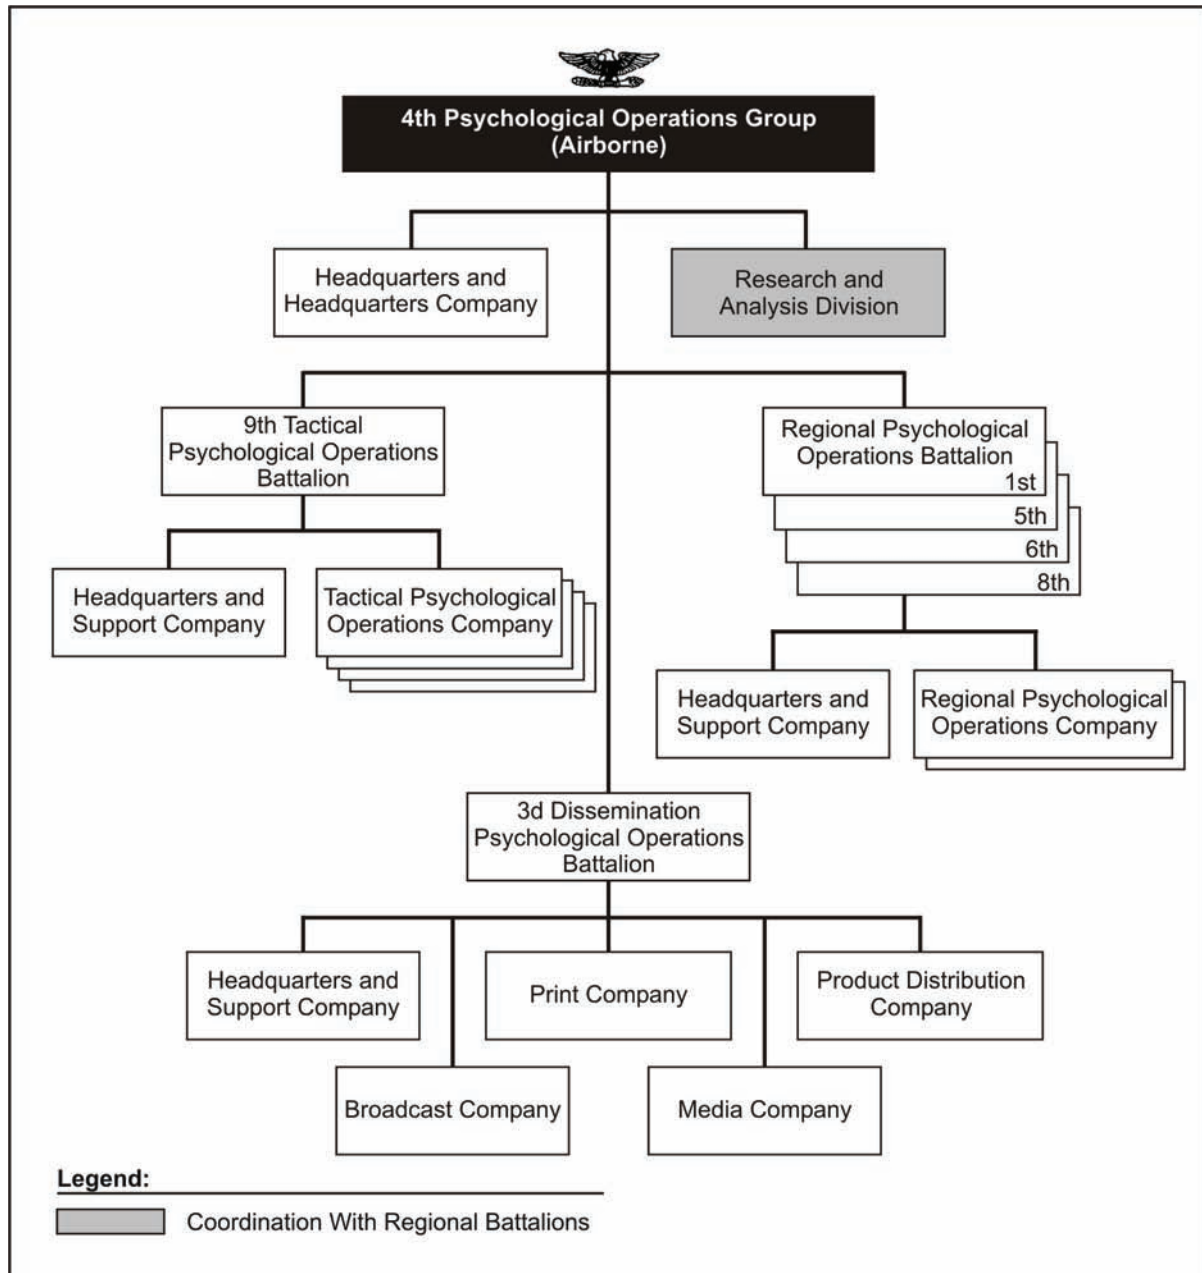 4th Psychological Operations Group
(Airborne)
Headquarters and
Headquarters Company
Research and
Analysis Division
9th Tactical
Psychological Operations
Battalion
Regional Psychological
Operations Battalion
1st
5th
6th
8th
Headquarters and
Support Company
Tactical Psychological
Operations Company
Headquarters and
Support Company
Regional Psychological
Operations Company
3d Dissemination
Psychological Operations
Battalion
Headquarters and
Support Company
Print Company
Product Distribution
Company
Broadcast Company
Media Company
Legend:
Coordination With Regional Battalions